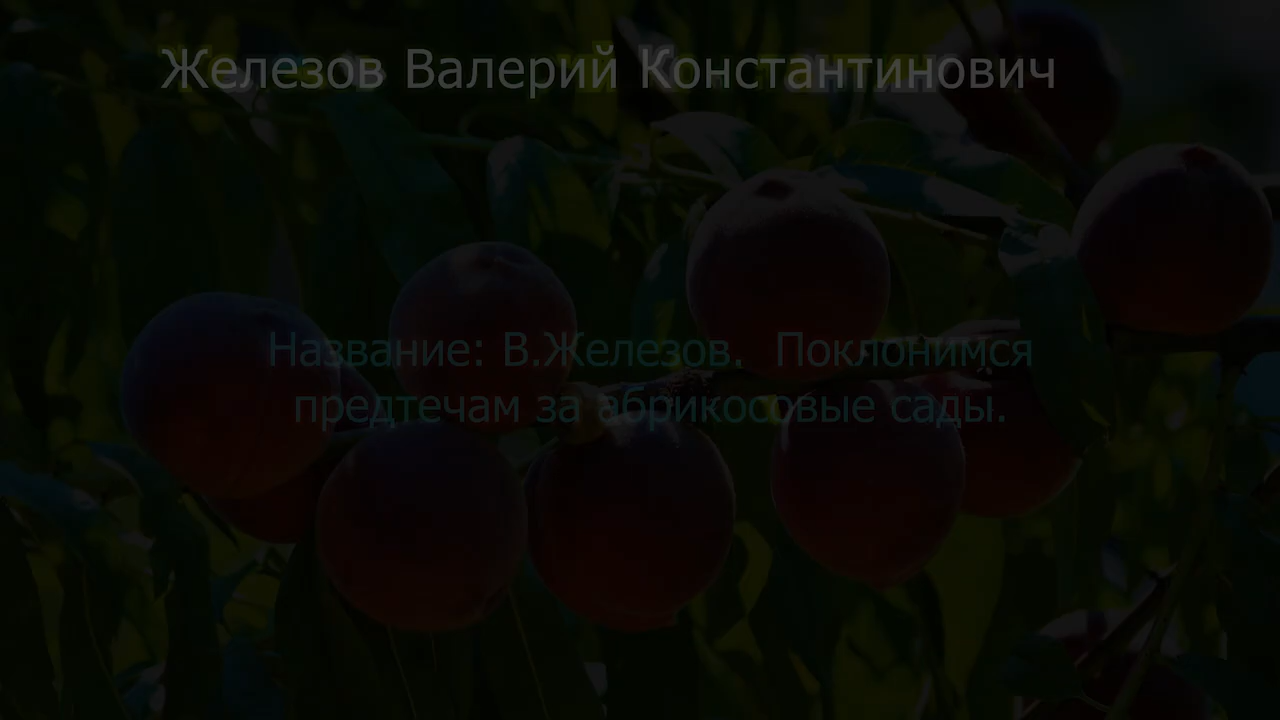 Железов Валерий Константинович
Название: В.Железов. Поклонимся
предтечам за абрикосовые сады.